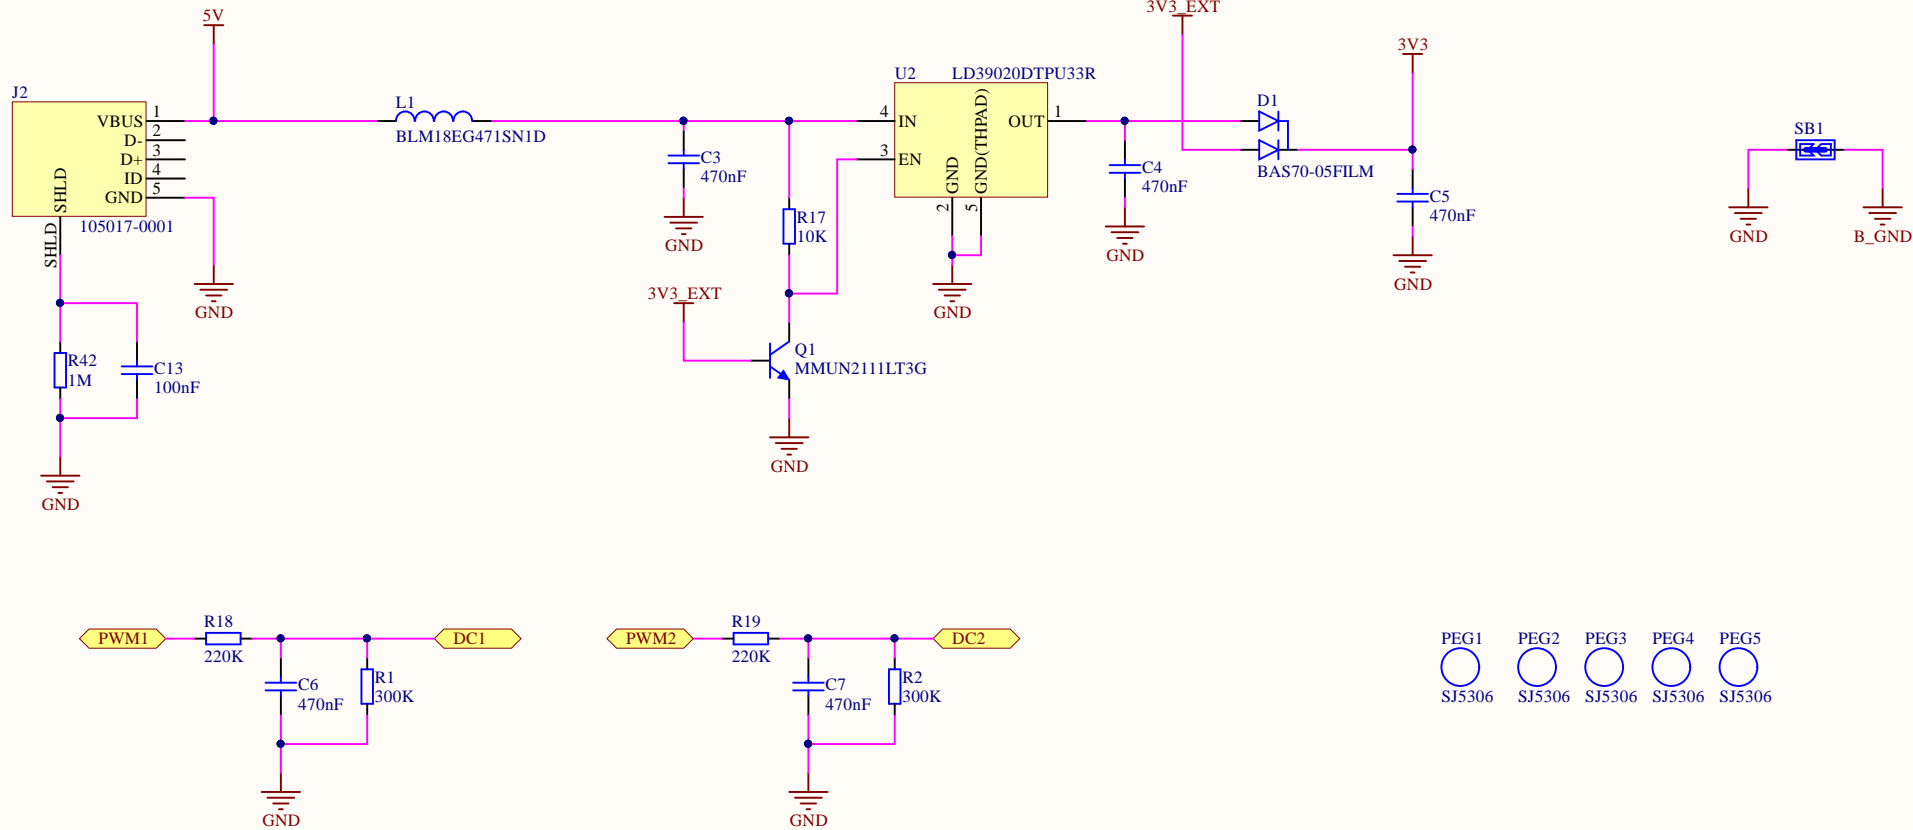 5V
3V3_EXT
3V3
J2
VBUS
D-
D+
ID
GND
SHLD
1
2
3
4
5
105017-0001
SHLD
GND
R42
1M
C13
100nF
GND
L1
BLM18EG471SN1D
C3
470nF
GND
R17
10K
3V3_EXT
Q1
MMUN2111LT3G
GND
U2
LD39020DTPU33R
4
IN
3
EN
OUT
1
GND
GND(THPAD)
2
5
GND
C4
470nF
GND
D1
BAS70-05FILM
C5
470nF
GND
SB1
GND
B_GND
PWM1
R18
220K
DC1
C6
470nF
R1
300K
GND
PWM2
R19
220K
DC2
C7
470nF
R2
300K
GND
PEG1
PEG2
PEG3
PEG4
PEG5
SJ5306
SJ5306
SJ5306
SJ5306
SJ5306